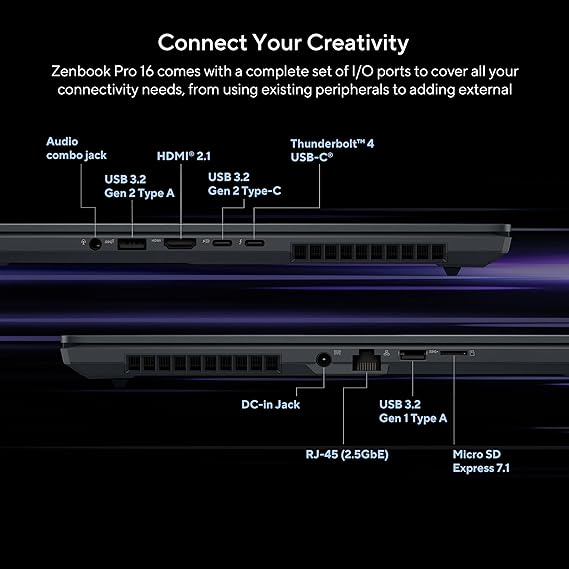 Connect Your Creativity
Zenbook Pro 16 comes with a complete set of I/O ports to cover all your
connectivity needs, from using existing peripherals to adding external
Audio
combo jack
USB 3.2
Gen 2 Type A
HDMI® 2.1
USB 3.2
Gen 2 Type-C
Thunderbolt™ 4
USB-C®
HDMI
DC-in Jack
RJ-45 (2.5GbE)
USB 3.2
Gen 1 Type A
Micro SD
Express 7.1